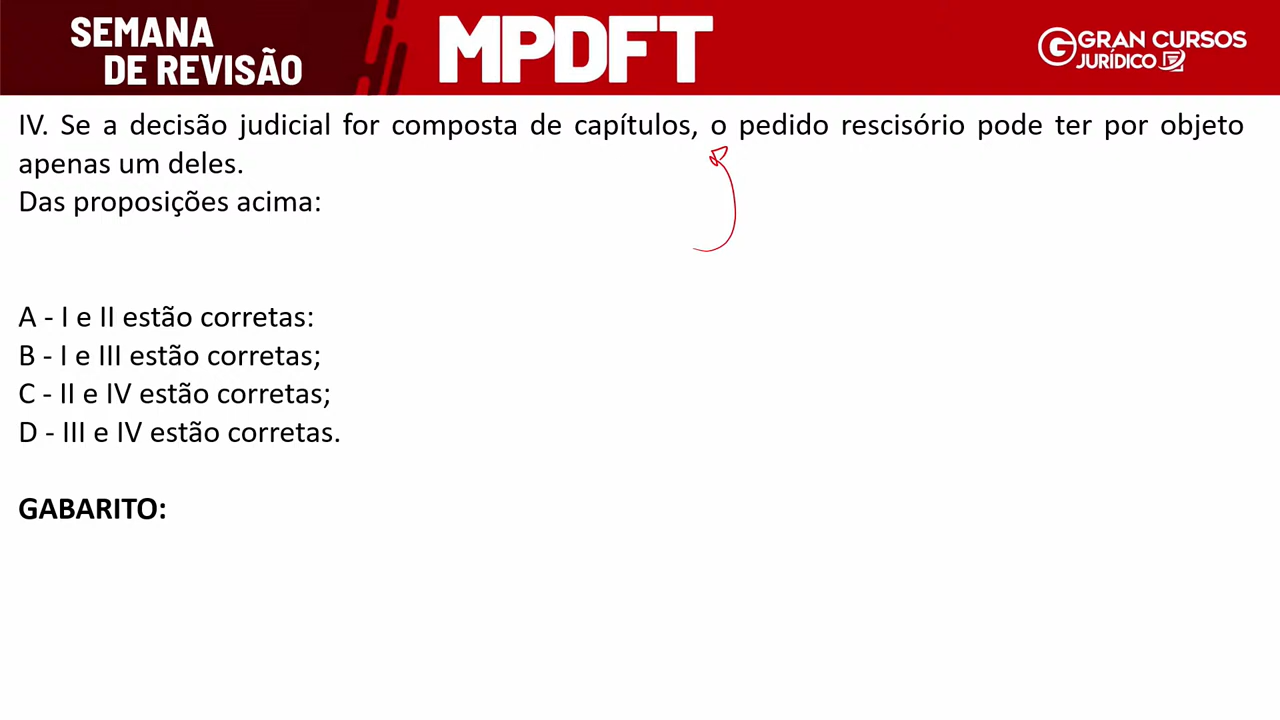 SEMANA
DE REVISÃO
MPDFT
GRAN CURSOS
JURÍDICO
IV. Se a decisão judicial for composta de capítulos, o pedido rescisório pode ter por objeto
apenas um deles.
Das proposições acima:
A - I e II estão corretas:
B - I e III estão corretas;
C - II e IV estão corretas;
D - III e IV estão corretas.
GABARITO: